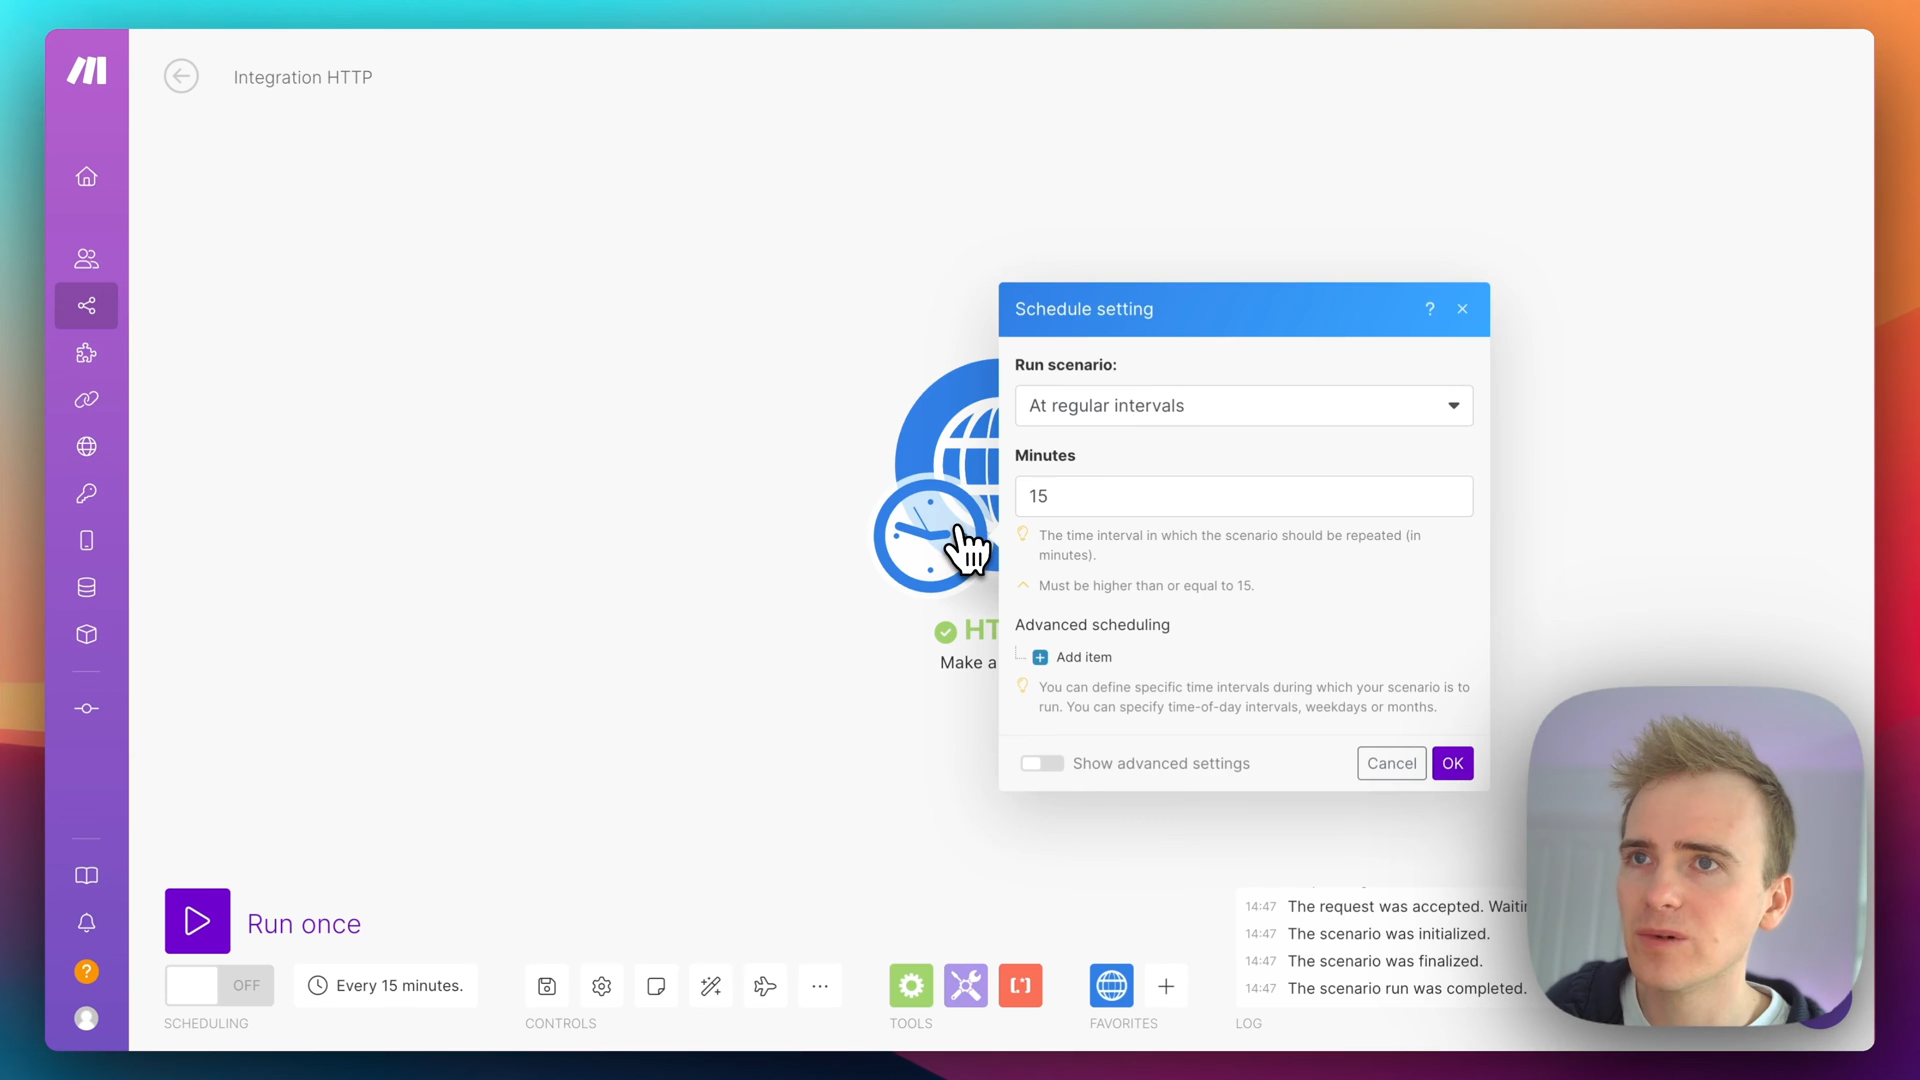 Integration HTTP
Schedule setting
?
Run scenario:
At regular intervals
Minutes
15
The time interval in which the scenario should be repeated (in
minutes).
Must be higher than or equal to 15.
Advanced scheduling
Add item
You can define specific time intervals during which your scenario is to
run. You can specify time-of-day intervals, weekdays or months.
Show advanced settings
Cancel
OK
HT
Make a
Run once
OFF
Every 15 minutes.
SCHEDULING
CONTROLS
TOOLS
FAVORITES
LOG
14:47 The request was accepted.
14:47 The scenario was initialized.
14:47 The scenario was finalized.
14:47 The scenario run was completed.
?